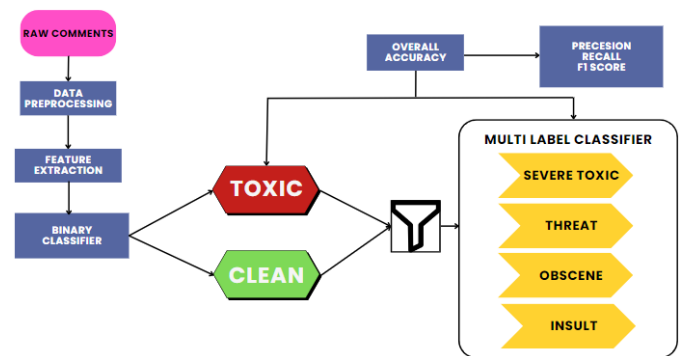 RAW COMMENTS
DATA
PREPROCESSING
FEATURE
EXTRACTION
BINARY
CLASSIFIER
TOXIC
CLEAN
OVERALL
ACCURACY
PRECESION
RECALL
F1 SCORE
MULTI LABEL CLASSIFIER
SEVERE TOXIC
THREAT
OBSCENE
INSULT